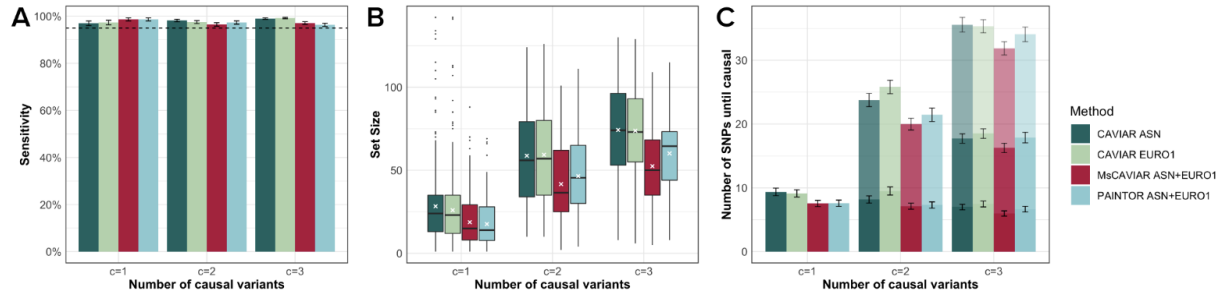 A
100%
80%
60%
40%
20%
0%
Sensitivity
c=1 c=2 c=3
Number of causal variants
B
100
50
0
Set Size
c=1 c=2 c=3
Number of causal variants
C
30
20
10
0
Number of SNPs until causal
c=1 c=2 c=3
Number of causal variants
Method
CAVIAR ASN
CAVIAR EURO1
MsCAVIAR ASN+EURO1
PAINTOR ASN+EURO1